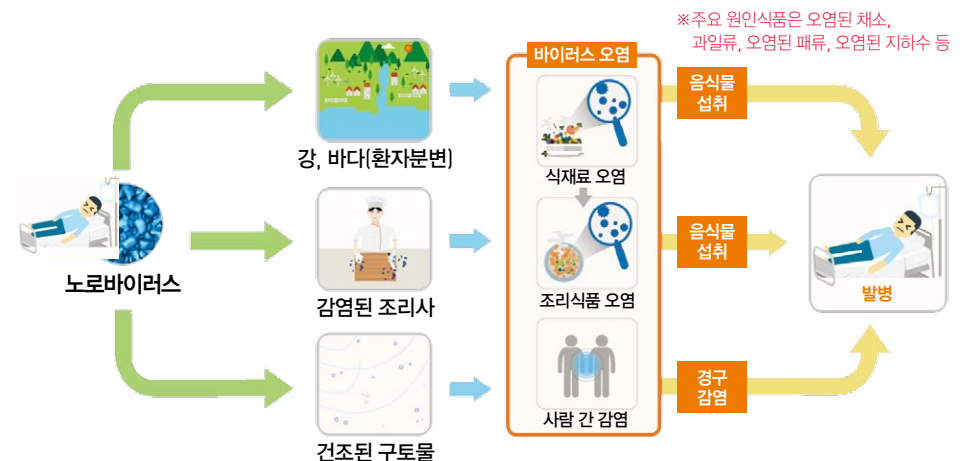 ※주요 원인식품은 오염된 채소,
과일류, 오염된 패류, 오염된 지하수 등
바이러스 오염
음식물
섭취
강, 바다(환자분변)
식재료 오염
노로바이러스
감염된 조리사
음식물
섭취
조리식품 오염
발병
경구
감염
사람 간 감염
건조된 구토물